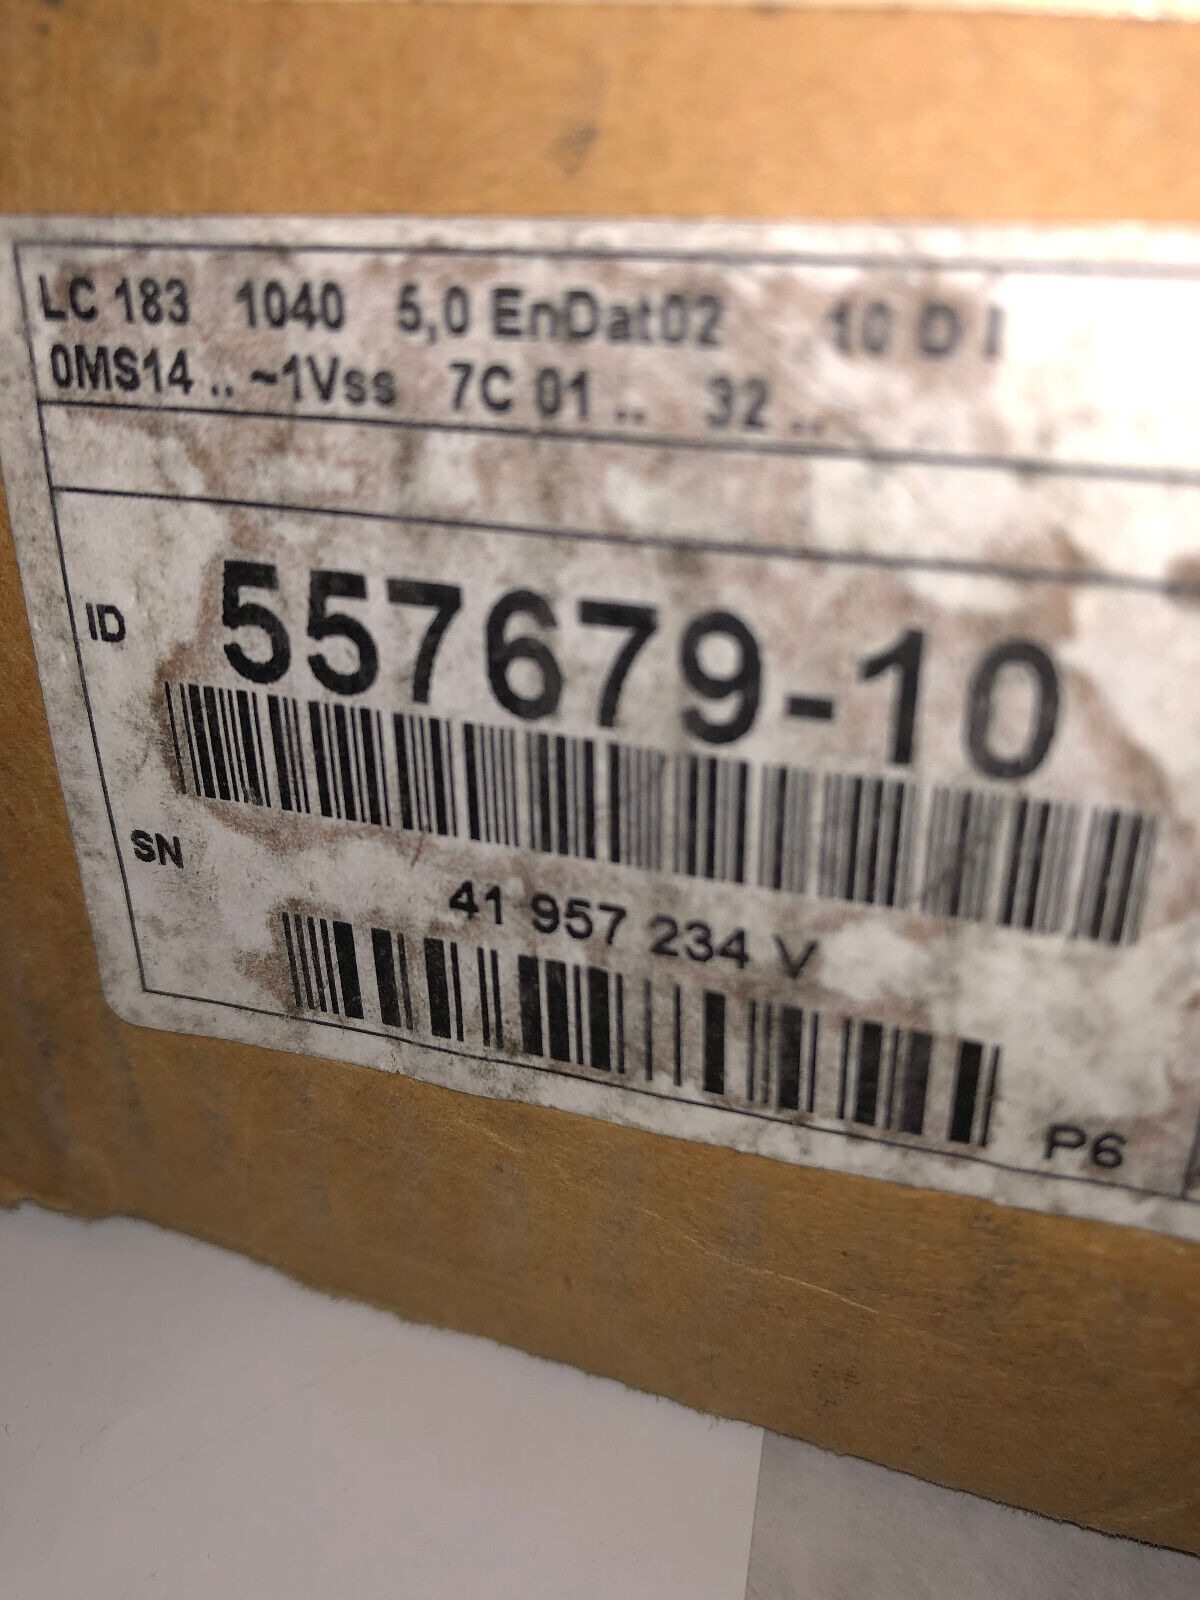 LC 183 1040 5,0 EnDat02 10 D I
0MS14 .. ~1Vss 7C 01 .. 32 ..
ID 557679-10
SN
41 957 234 V
P6